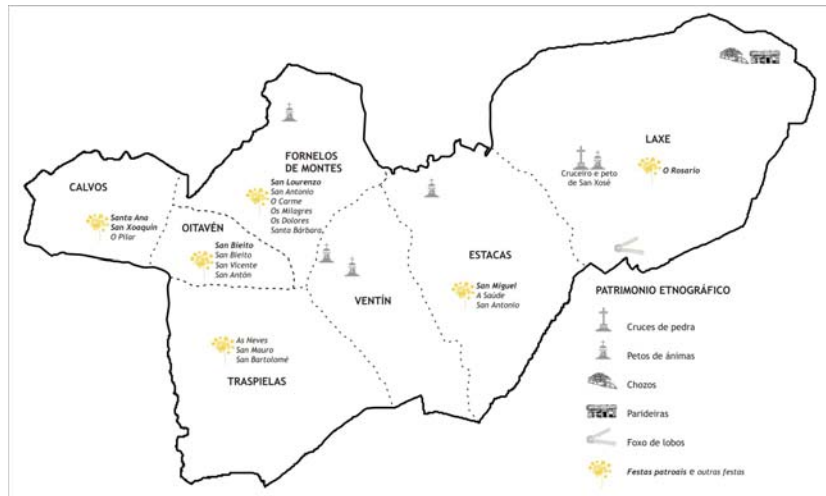 LAXE
Cruceiro e peto
de San Xosé
O Rosario
FORNELOS
DE MONTES
San Lourenzo
San Antonio
O Carme
Os Milagres
Os Dolores
Santa Bárbara
CALVOS
Santa Ana
San Xoaquín
O Pilar
OITAVÉN
San Bieito
San Bieito
San Vicente
San Antón
ESTACAS
San Miguel
A Saúde
San Antonio
VENTÍN
As Neves
San Mauro
San Bartolomé
TRASPIELAS
PATRIMONIO ETNOGRÁFICO
Cruces de pedra
Petos de ánimas
Chozos
Parideiras
Foxo de lobos
Festas patroais e outras festas